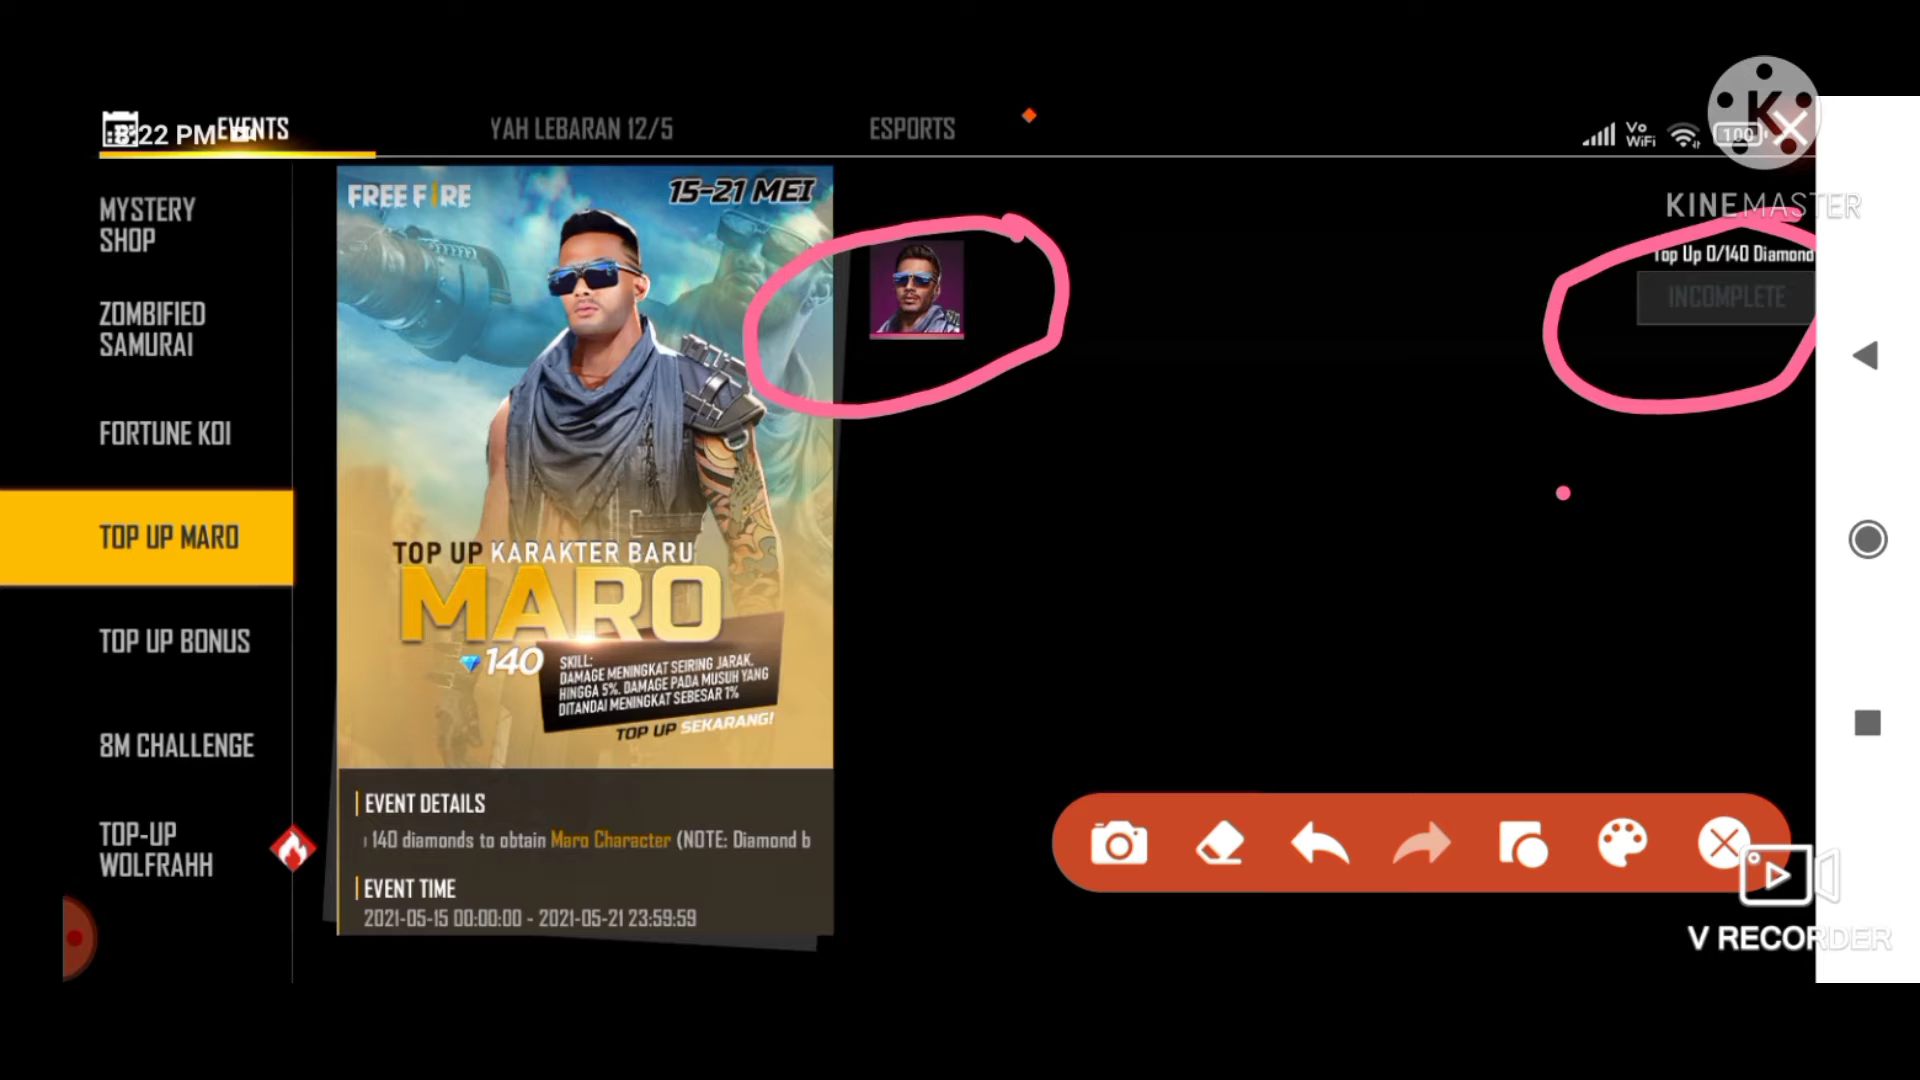 8:22 PM
EVENTS
YAH LEBARAN 12/5
ESPORTS
Vo
WiFi
100
K
KINEMASTER
MYSTERY
SHOP
ZOMBIFIED
SAMURAI
FORTUNE KOI
TOP UP MARO
TOP UP BONUS
8M CHALLENGE
TOP-UP
WOLFRAHH
FREE FIRE
15-21 MEI
TOP UP KARAKTER BARU
MARO
140
SKILL:
DAMAGE MENINGKAT SEIRING JARAK,
HINGGA 5%. DAMAGE PADA MUSUH YANG
DITANDAI MENINGKAT SEBESAR 1%
TOP UP SEKARANG!
EVENT DETAILS
140 diamonds to obtain Maro Character (NOTE: Diamond b
EVENT TIME
2021-05-15 00:00:00 - 2021-05-21 23:59:59
Top Up 0/140 Diamond
INCOMPLETE
V RECORDER